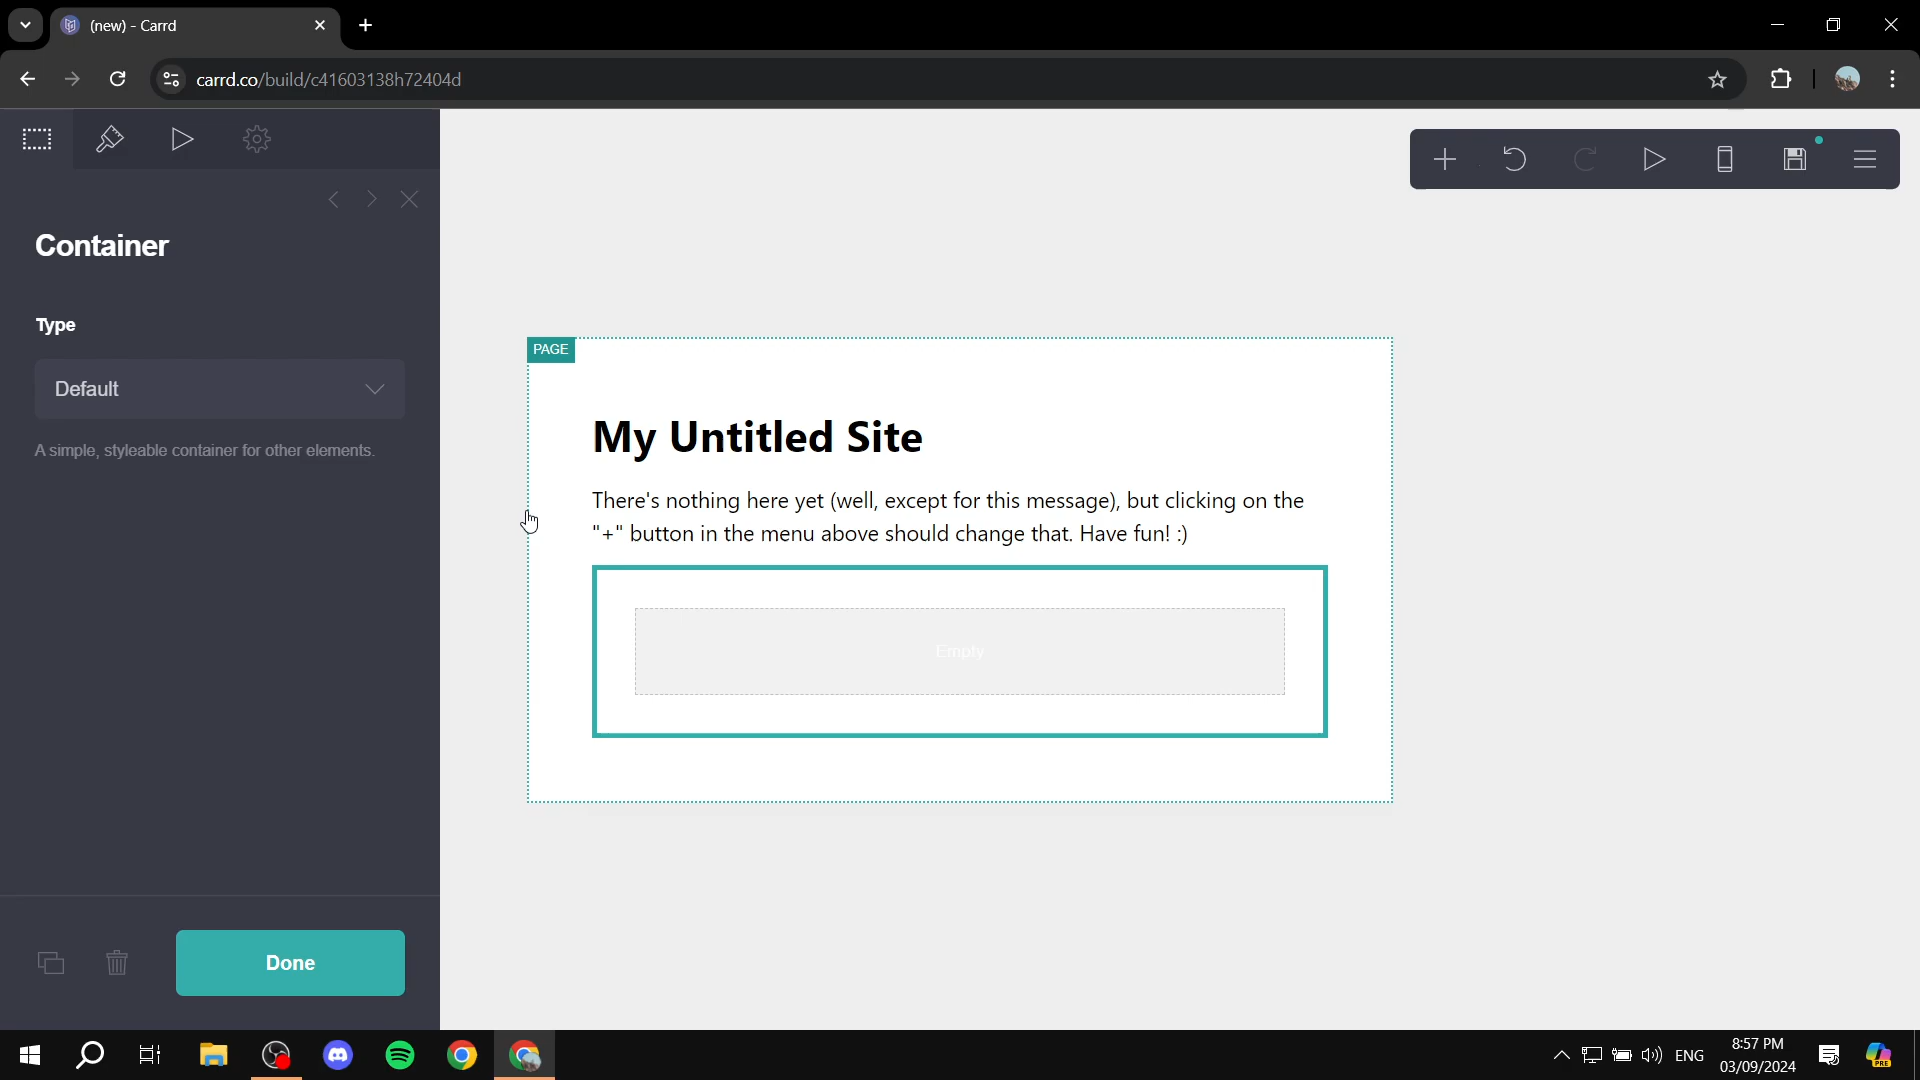 (new) - Carrd
carrd.co/build/c41603138h72404d
Container
Type
Default
A simple, styleable container for other elements.
Done
PAGE
My Untitled Site
There's nothing here yet (well, except for this message), but clicking on the
"+" button in the menu above should change that. Have fun! :)
Empty
ENG
8:57 PM
03/09/2024
PRE